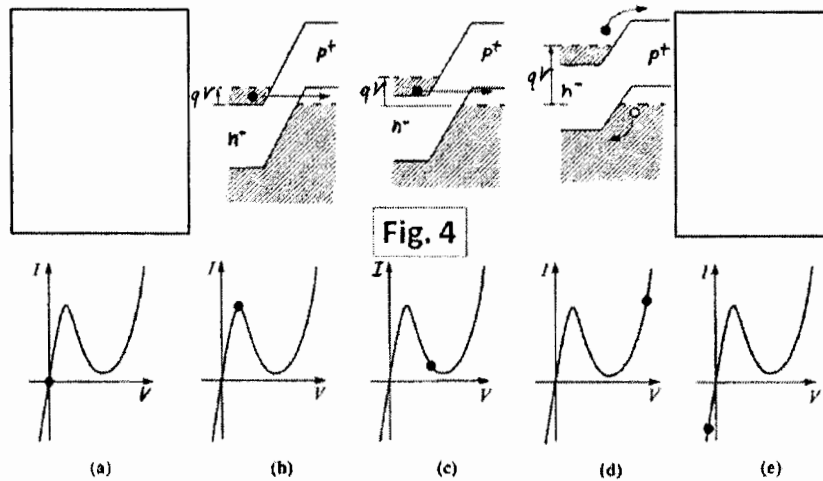 p⁺
qV
n⁻
p⁺
qV
n⁻
p⁺
qV
n⁻
Fig. 4
I
V
I
V
I
V
I
V
I
V
(a)
(b)
(c)
(d)
(e)